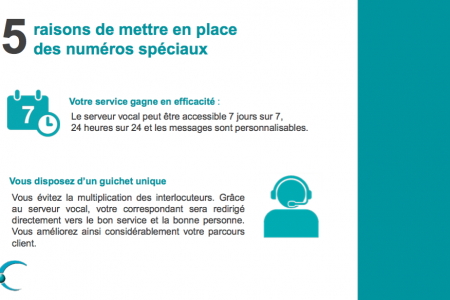 5 raisons de mettre en place
des numéros spéciaux
7
Votre service gagne en efficacité :
Le serveur vocal peut être accessible 7 jours sur 7,
24 heures sur 24 et les messages sont personnalisables.
Vous disposez d'un guichet unique
Vous évitez la multiplication des interlocuteurs. Grâce
au serveur vocal, votre correspondant sera redirigé
directement vers le bon service et la bonne personne.
Vous améliorez ainsi considérablement votre parcours
client.